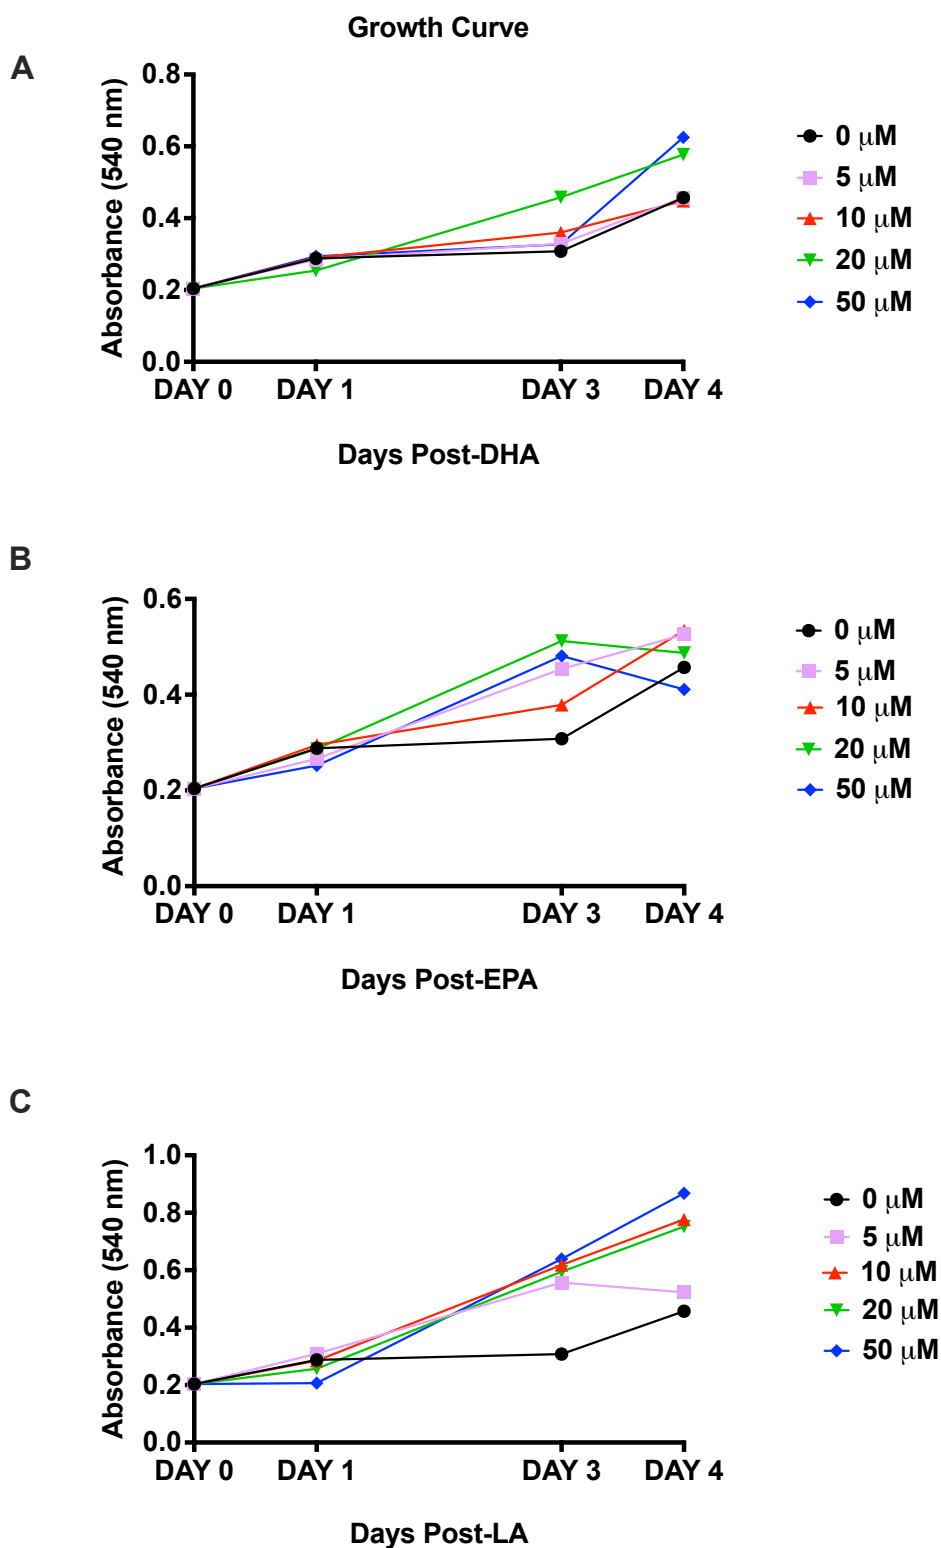 Growth Curve
A
Absorbance (540 nm)
0.8
0.6
0.4
0.2
0.0
DAY 0 DAY 1 DAY 3 DAY 4
Days Post-DHA
0 μM
5 μM
10 μM
20 μM
50 μM
B
Absorbance (540 nm)
0.6
0.4
0.2
0.0
DAY 0 DAY 1 DAY 3 DAY 4
Days Post-EPA
0 μM
5 μM
10 μM
20 μM
50 μM
C
Absorbance (540 nm)
1.0
0.8
0.6
0.4
0.2
0.0
DAY 0 DAY 1 DAY 3 DAY 4
Days Post-LA
0 μM
5 μM
10 μM
20 μM
50 μM